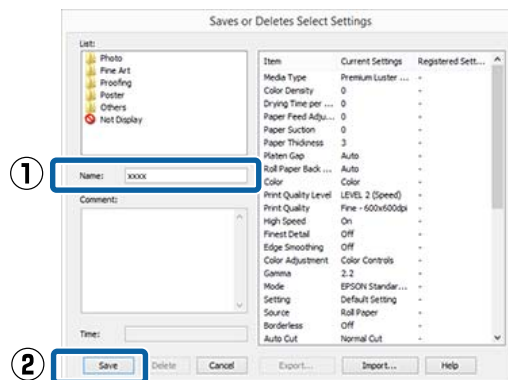 Saves or Deletes Select Settings
List:
Photo
Fine Art
Proofing
Poster
Others
Not Display
① Name: xxxx
Comment:
Time:
Item Current Settings Registered Sett...
Media Type Premium Luster ... -
Color Density 0 -
Drying Time per ... 0 -
Paper Feed Adju... 0 -
Paper Suction 0 -
Paper Thickness 3 -
Platen Gap Auto -
Roll Paper Back ... Auto -
Color Color -
Print Quality Level LEVEL 2 (Speed) -
Print Quality Fine - 600x600dpi -
High Speed On -
Finest Detail Off -
Edge Smoothing Off -
Color Adjustment Color Controls -
Gamma 2.2 -
Mode EPSON Standar... -
Setting Default Setting -
Source Roll Paper -
Borderless Off -
Auto Cut Normal Cut -
② Save Delete Cancel Export... Import... Help